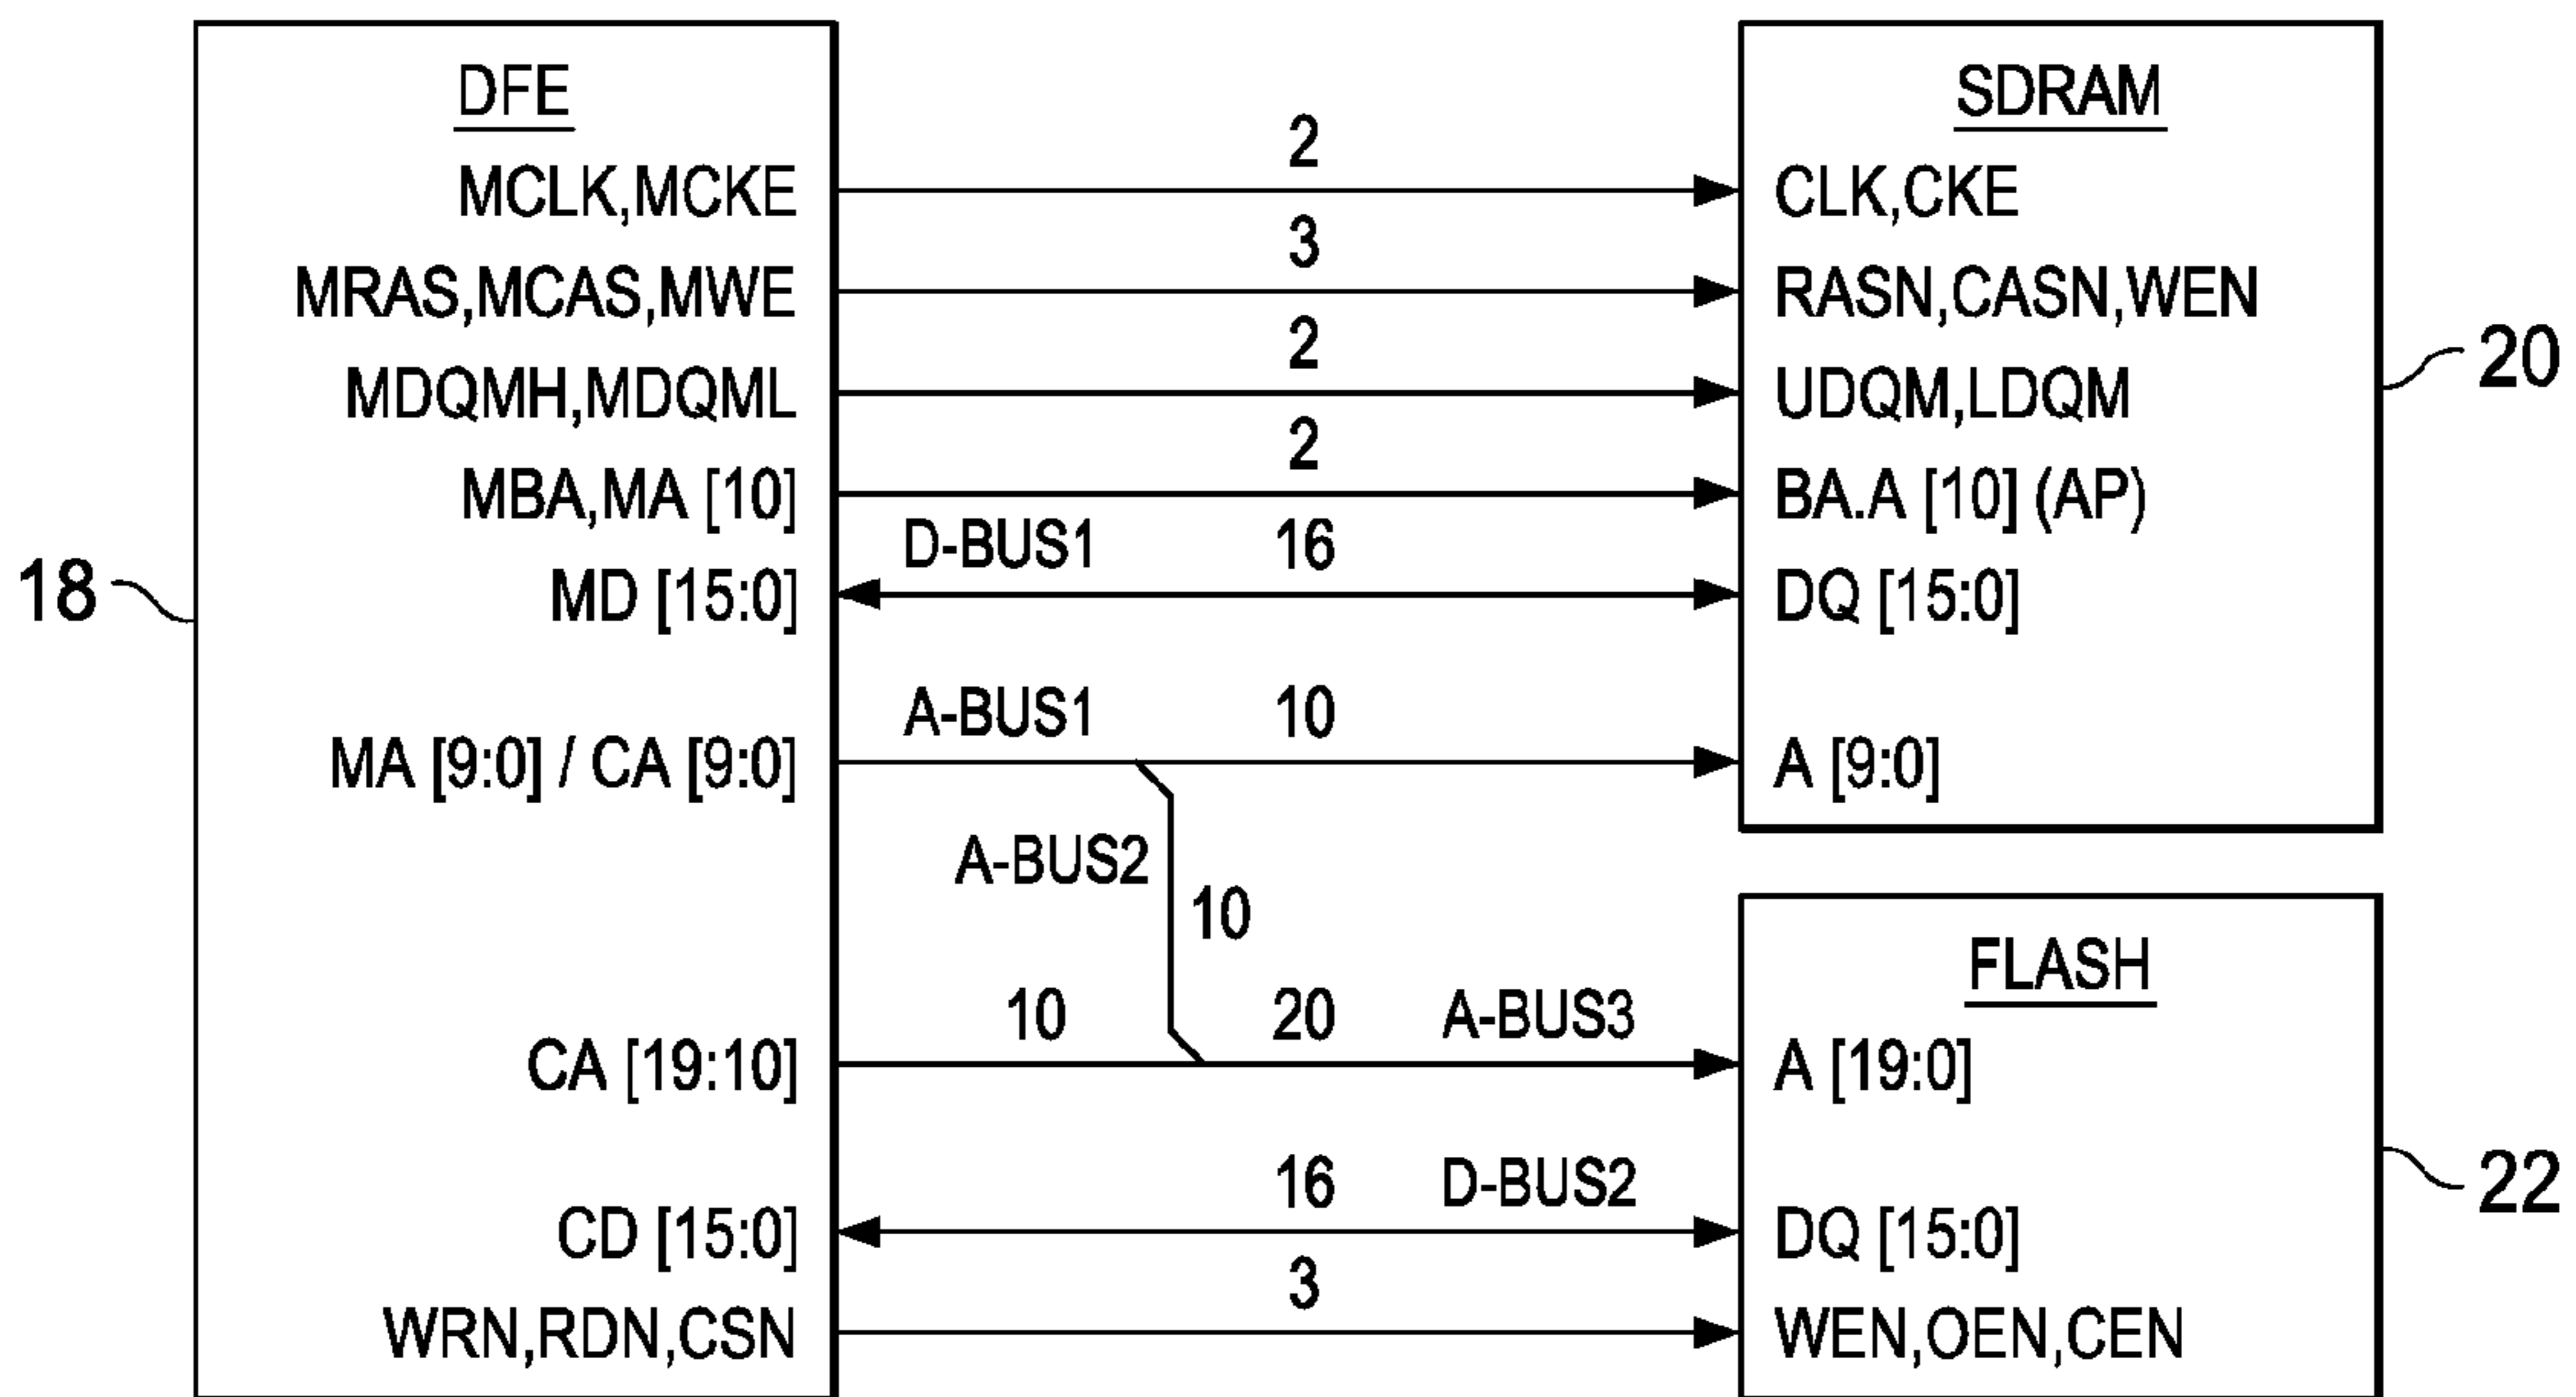 DFE
SDRAM
2
MCLK,MCKE
CLK,CKE
3
MRAS,MCAS,MWE
RASN,CASN,WEN
2
MDQMH,MDQML
UDQM,LDQM
2
MBA,MA [10]
BA.A [10] (AP)
D-BUS1 16
MD [15:0]
DQ [15:0]
18
20
A-BUS1 10
MA [9:0] / CA [9:0]
A [9:0]
A-BUS2
10
FLASH
10 20 A-BUS3
CA [19:10]
A [19:0]
16 D-BUS2
22
CD [15:0]
DQ [15:0]
3
WRN,RDN,CSN
WEN,OEN,CEN